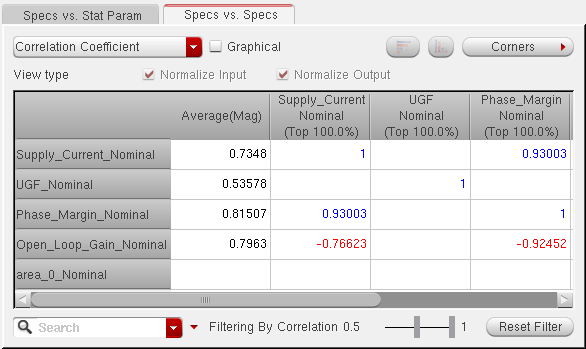 Specs vs. Stat Param Specs vs. Specs
Correlation Coefficient Graphical Corners
View type Normalize Input Normalize Output
Average(Mag) Supply_Current Nominal (Top 100.0%) UGF Nominal (Top 100.0%) Phase_Margin Nominal (Top 100.0%)
Supply_Current_Nominal 0.7348 1 0.93003
UGF_Nominal 0.53578 1
Phase_Margin_Nominal 0.81507 0.93003 1
Open_Loop_Gain_Nominal 0.7963 -0.76623 -0.92452
area_0_Nominal
Search Filtering By Correlation 0.5 1 Reset Filter